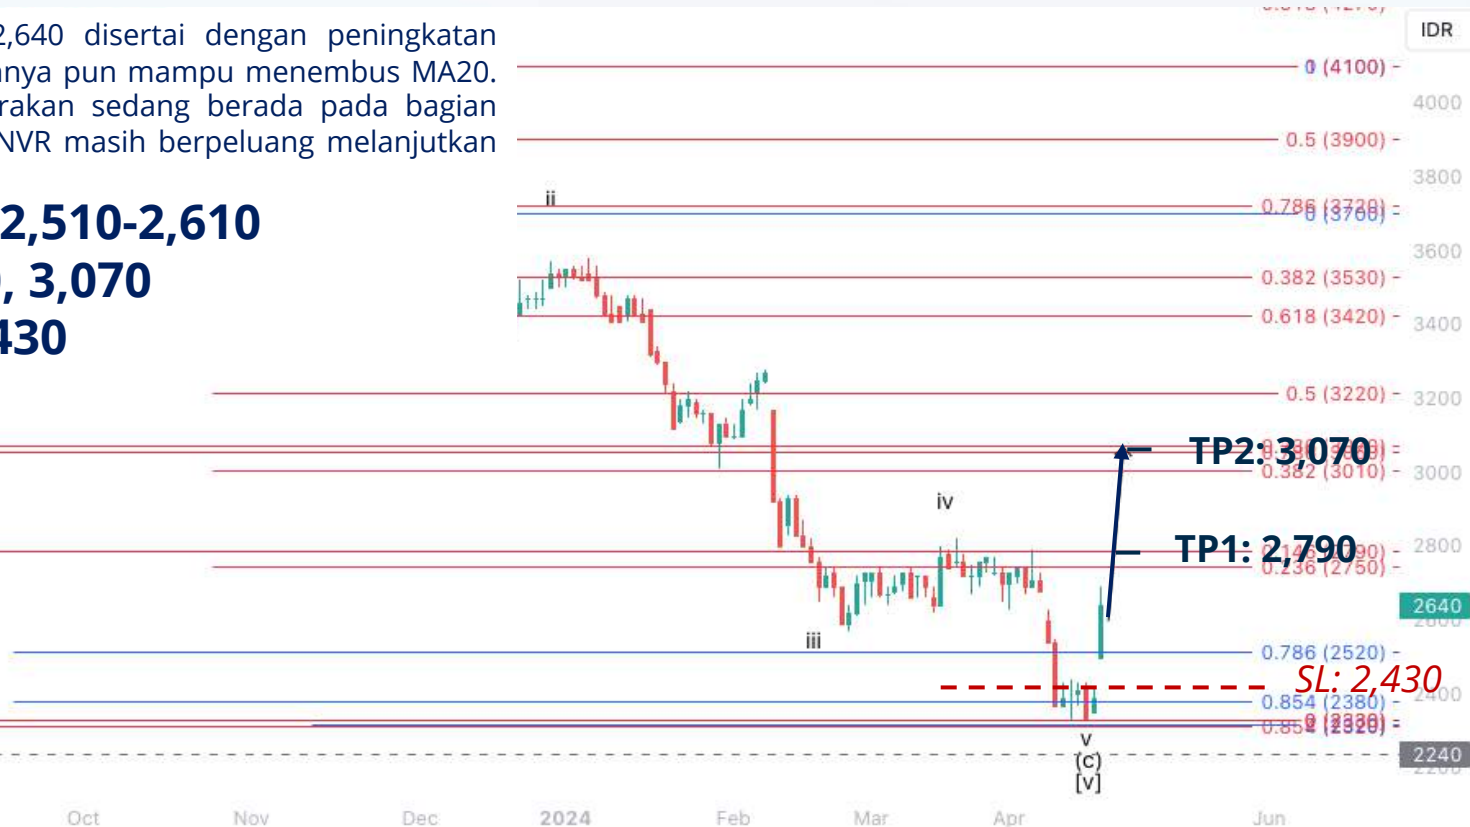 2,640 disertai dengan peningkatan
nya pun mampu menembus MA20.
rakan sedang berada pada bagian
NVR masih berpeluang melanjutkan
2,510-2,610
, 3,070
430
IDR
(4100)
4000
0.5 (3900)
3800
ii
0.786 (3720)
0 (3700)
3600
0.382 (3530)
0.618 (3420)
3400
0.5 (3220)
3200
TP2: 3,070
0.382 (3010)
3000
iv
TP1: 2,790
2800
0.236 (2750)
2640
2600
iii
0.786 (2520)
SL: 2,430
2400
0.854 (2380)
v
(c)
[v]
2240
2200
Oct Nov Dec 2024 Feb Mar Apr Jun